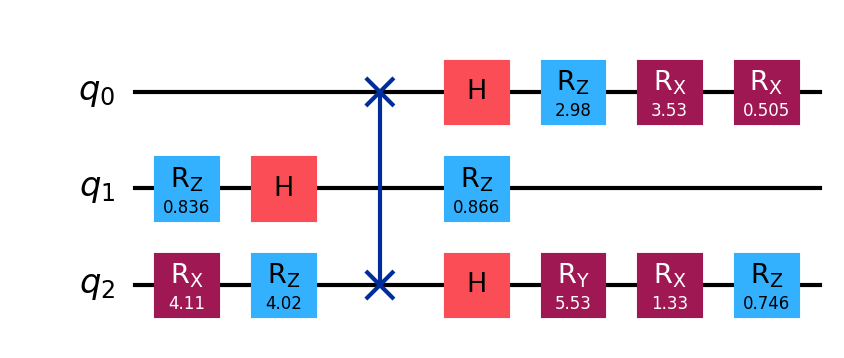 q0 H RZ 2.98 RX 3.53 RX 0.505
q1 RZ 0.836 H RZ 0.866
q2 RX 4.11 RZ 4.02 H RY 5.53 RX 1.33 RZ 0.746